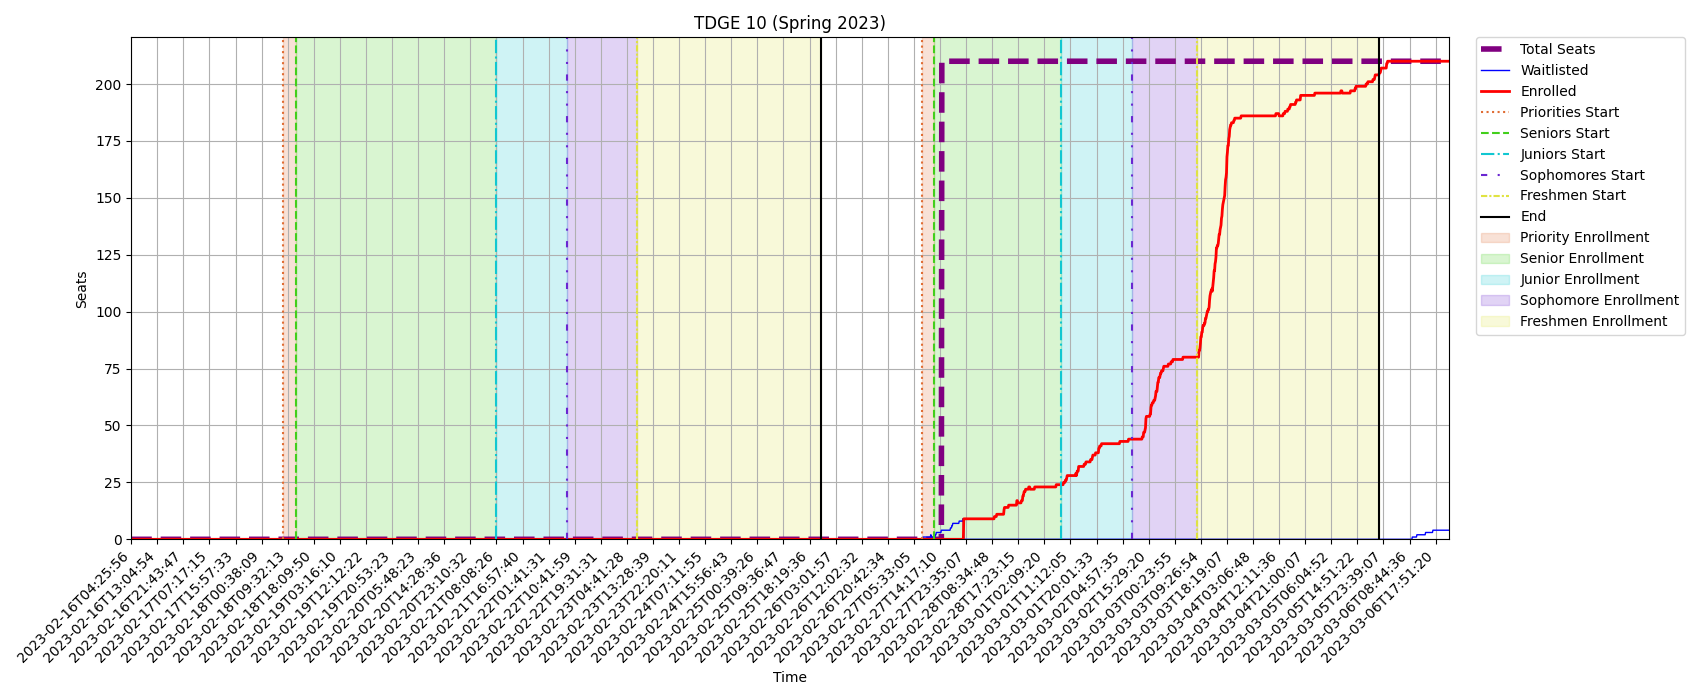 TDGE 10 (Spring 2023)
Seats
200
175
150
125
100
75
50
25
0
2023-02-16T04:25:56
2023-02-16T13:04:54
2023-02-16T21:43:47
2023-02-17T07:17:15
2023-02-17T15:57:33
2023-02-18T00:38:09
2023-02-18T09:32:13
2023-02-18T18:09:50
2023-02-19T03:16:10
2023-02-19T12:12:22
2023-02-19T20:53:23
2023-02-20T05:48:23
2023-02-20T14:28:36
2023-02-20T23:10:32
2023-02-21T08:08:26
2023-02-21T16:57:40
2023-02-22T01:41:31
2023-02-22T10:41:59
2023-02-22T19:31:31
2023-02-23T04:41:28
2023-02-23T13:28:39
2023-02-23T22:20:11
2023-02-24T07:11:55
2023-02-24T15:56:43
2023-02-25T00:39:26
2023-02-25T09:36:47
2023-02-25T18:19:36
2023-02-26T03:01:57
2023-02-26T12:02:32
2023-02-26T20:42:34
2023-02-27T05:33:05
2023-02-27T14:17:10
2023-02-27T23:35:07
2023-02-28T08:34:48
2023-02-28T17:23:15
2023-03-01T02:09:20
2023-03-01T11:12:05
2023-03-01T20:01:33
2023-03-02T04:57:35
2023-03-02T15:29:20
2023-03-03T00:23:55
2023-03-03T09:26:54
2023-03-03T18:19:07
2023-03-04T03:06:48
2023-03-04T12:11:36
2023-03-04T21:00:07
2023-03-05T06:04:52
2023-03-05T14:51:22
2023-03-05T23:39:07
2023-03-06T08:44:36
2023-03-06T17:51:20
Time
Total Seats
Waitlisted
Enrolled
Priorities Start
Seniors Start
Juniors Start
Sophomores Start
Freshmen Start
End
Priority Enrollment
Senior Enrollment
Junior Enrollment
Sophomore Enrollment
Freshmen Enrollment